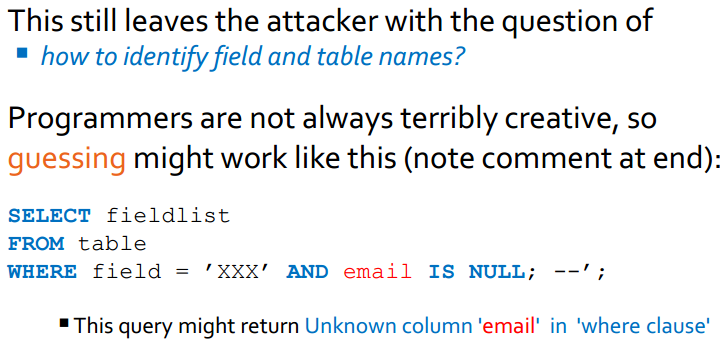 This still leaves the attacker with the question of
▪ how to identify field and table names?
Programmers are not always terribly creative, so
guessing might work like this (note comment at end):
SELECT fieldlist
FROM table
WHERE field = ’XXX’ AND email IS NULL; --’;
▪ This query might return Unknown column 'email' in 'where clause'